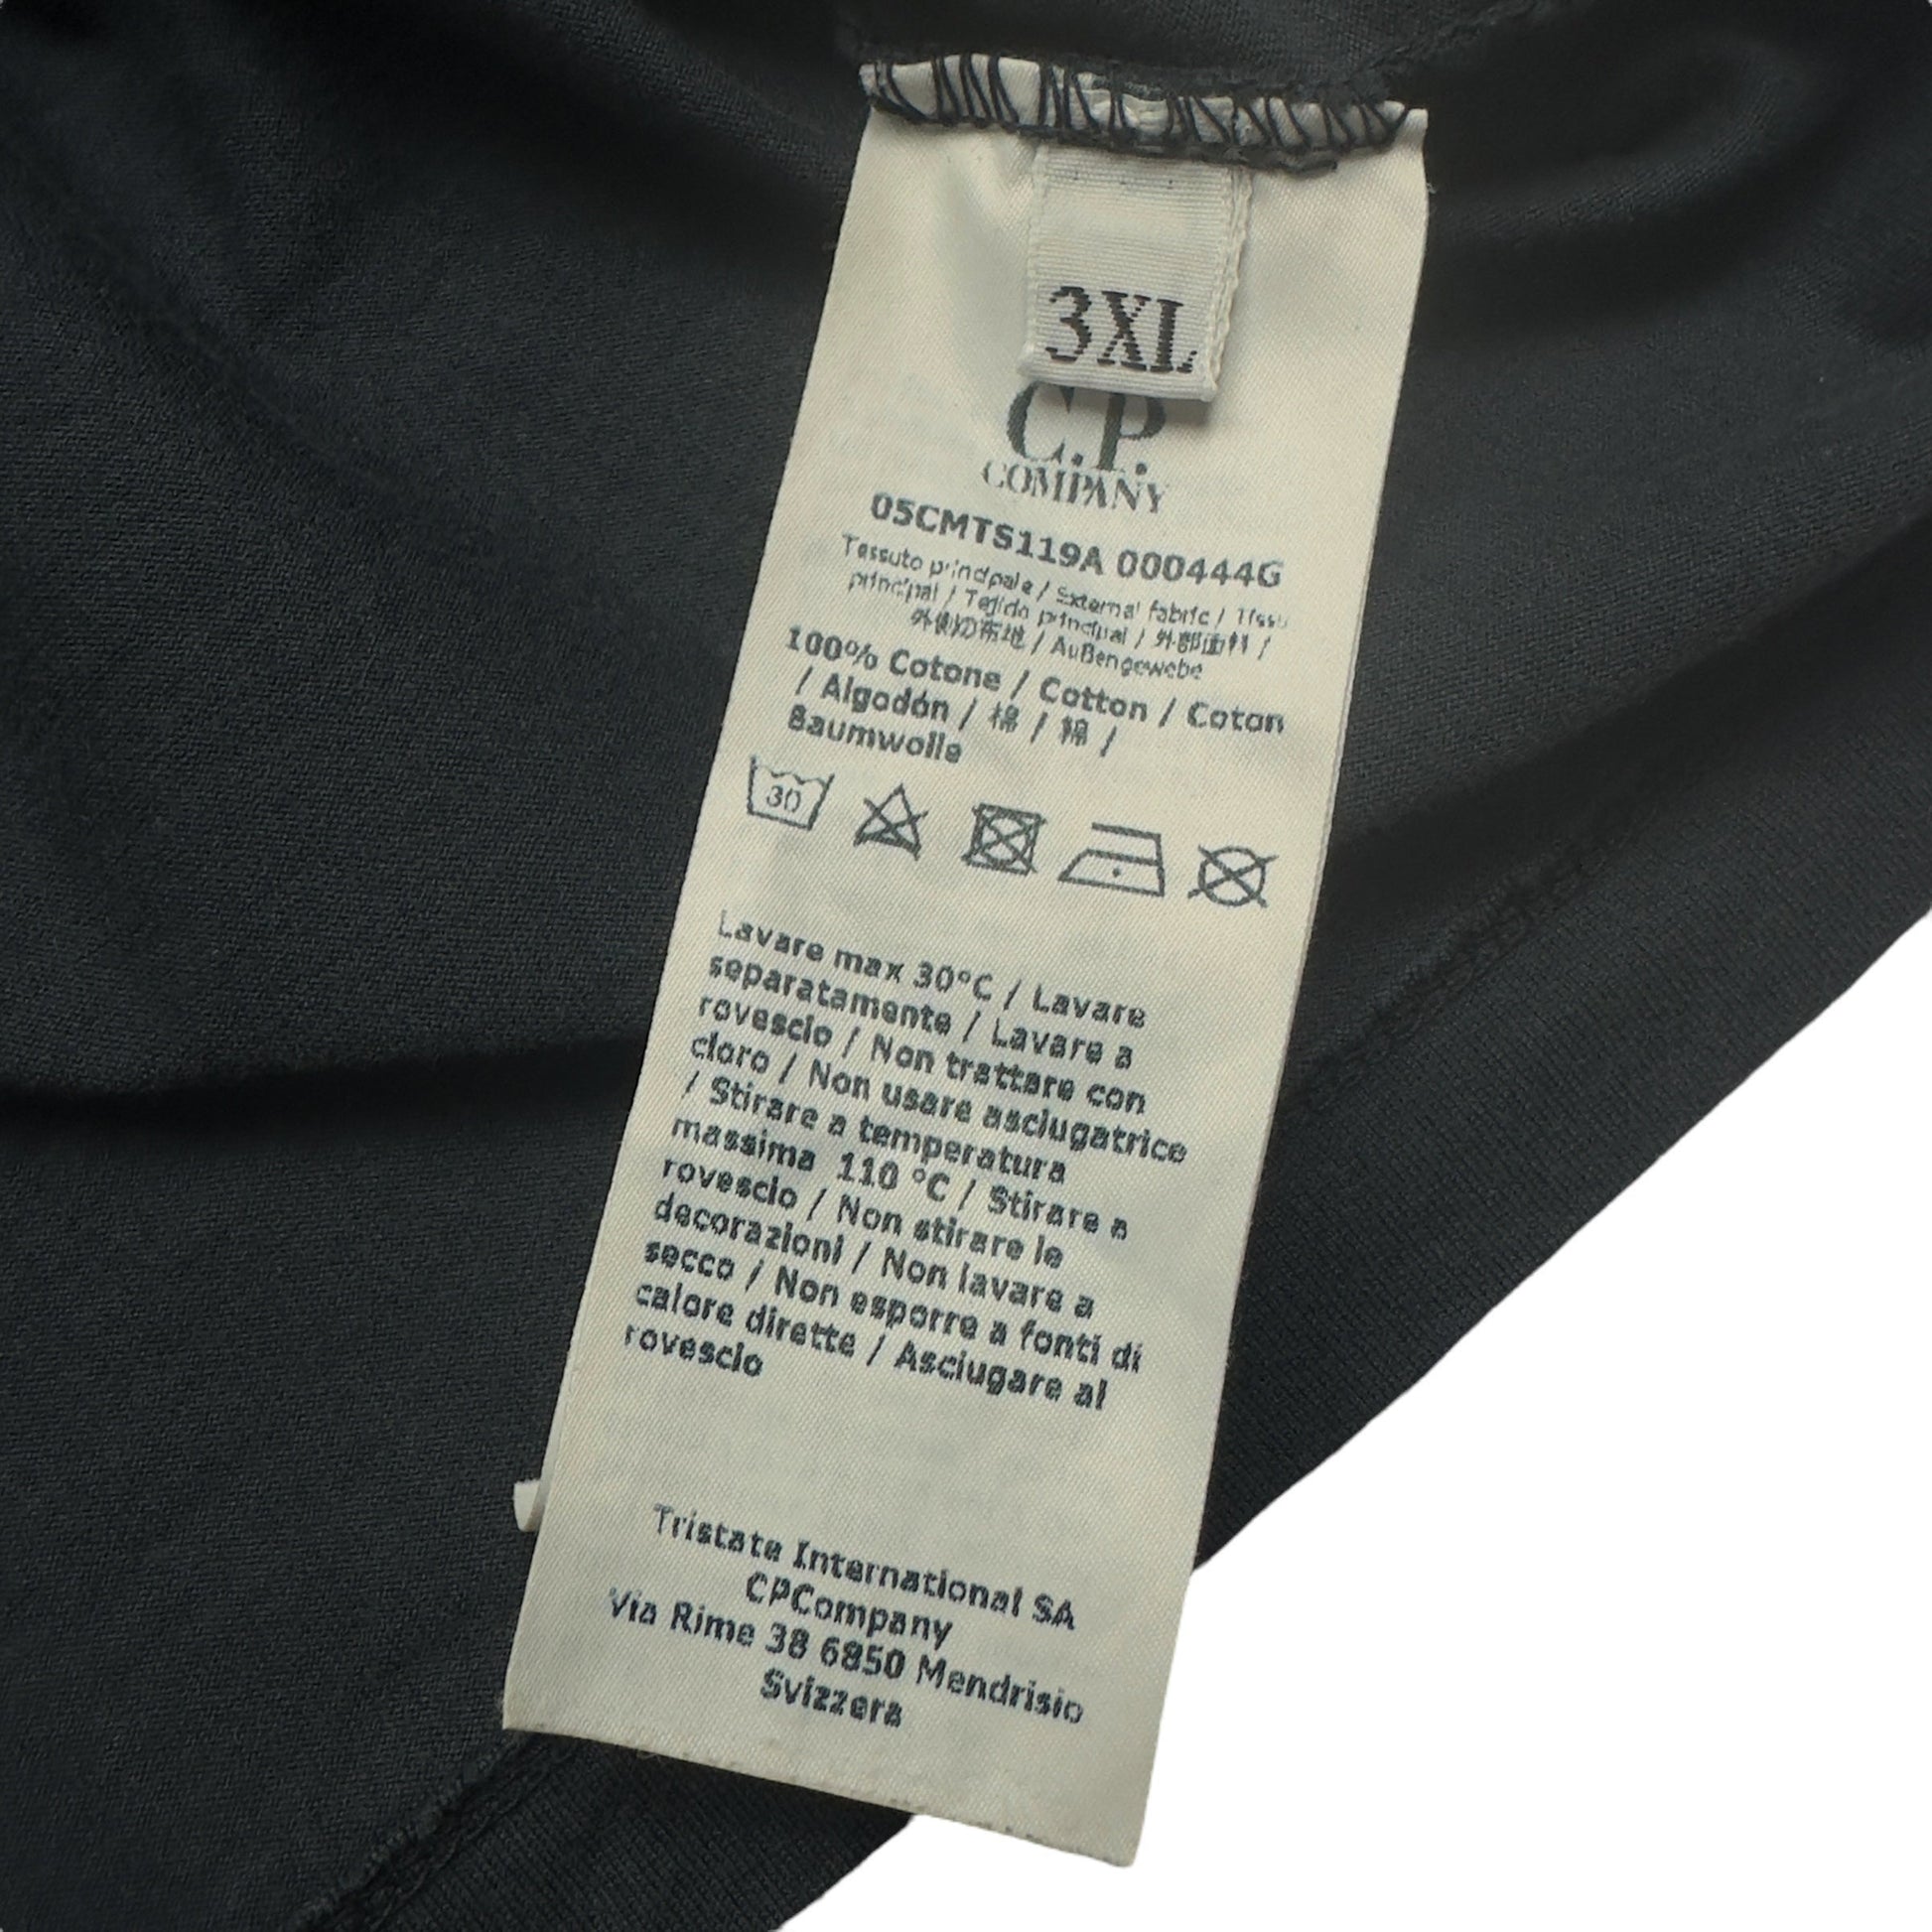 3XL
C.P.
COMPANY
05CMTS119A 000444G
Tessuto principale / External fabric / Tissu
principal / Tejido principal / 外部面料 /
外側の布地 / Außengewebe
100% Cotone / Cotton / Coton
/ Algodón / 棉 / 綿 /
Baumwolle
30
Lavare max 30°C / Lavare
separatamente / Lavare a
rovescio / Non trattare con
cloro / Non usare asciugatrice
/ Stirare a temperatura
massima 110 °C / Stirare a
rovescio / Non stirare le
decorazioni / Non lavare a
secco / Non esporre a fonti di
calore dirette / Asciugare al
rovescio
Tristate International SA
CPCompany
Via Rime 38 6850 Mendrisio
Svizzera